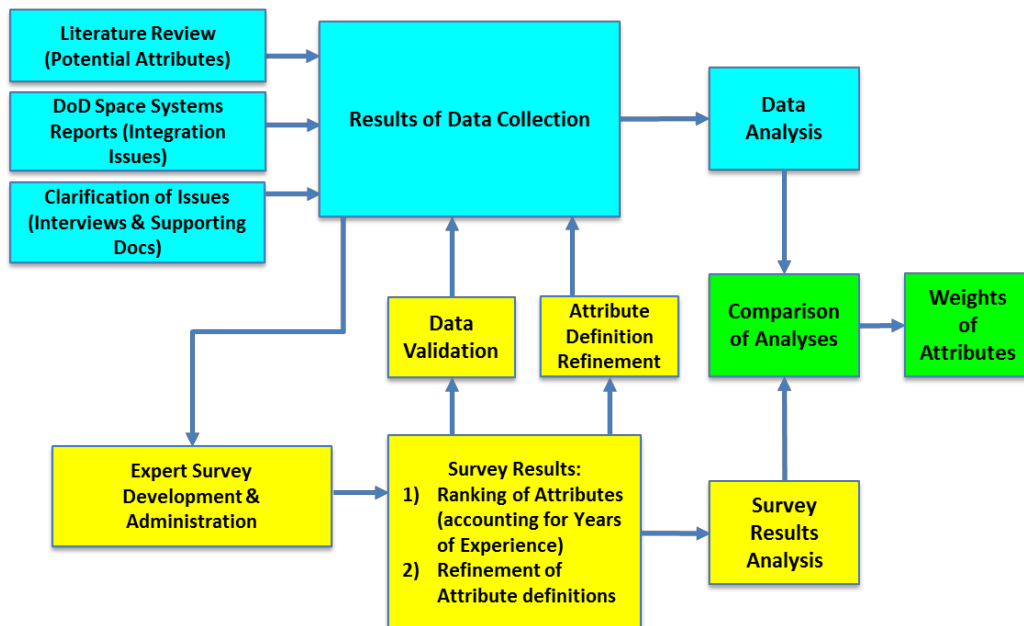 Literature Review
(Potential Attributes)
DoD Space Systems
Reports (Integration
Issues)
Clarification of Issues
(Interviews & Supporting
Docs)
Results of Data Collection
Data
Analysis
Data
Validation
Attribute
Definition
Refinement
Comparison
of Analyses
Weights
of
Attributes
Expert Survey
Development &
Administration
Survey Results:
1) Ranking of Attributes
(accounting for Years
of Experience)
2) Refinement of
Attribute definitions
Survey
Results
Analysis